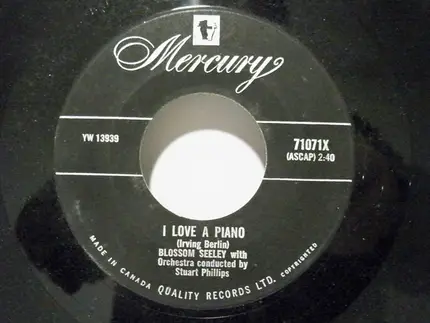 Mercury
YW 13939
71071X
(ASCAP) 2:40
I LOVE A PIANO
(Irving Berlin)
BLOSSOM SEELEY with
Orchestra conducted by
Stuart Phillips
MADE IN CANADA QUALITY RECORDS LTD. COPYRIGHTED